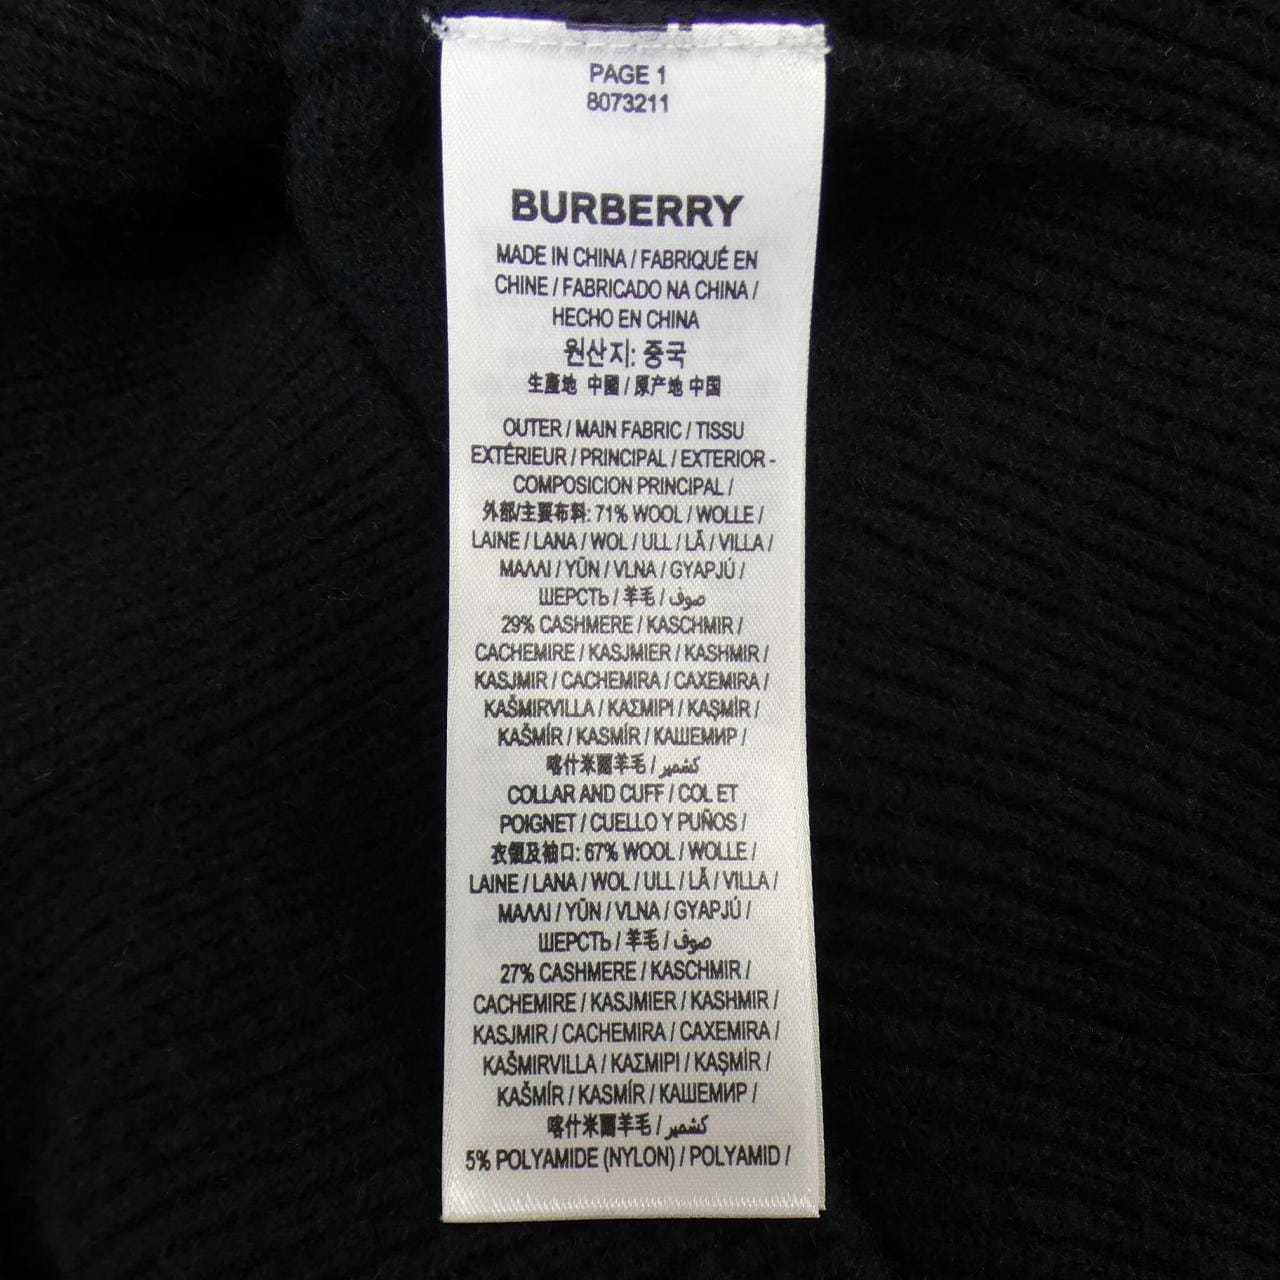 PAGE 1
8073211
BURBERRY
MADE IN CHINA / FABRIQUÉ EN
CHINE / FABRICADO NA CHINA /
HECHO EN CHINA
원산지: 중국
生產地 中國 / 原产地 中国
OUTER / MAIN FABRIC / TISSU
EXTÉRIEUR / PRINCIPAL / EXTERIOR -
COMPOSICION PRINCIPAL /
外部/主要布料: 71% WOOL / WOLLE /
LAINE / LANA / WOL / ULL / LÃ / VILLA /
ΜΑΛΛΙ / YÜN / VLNA / GYAPJÚ /
ШЕРСТЬ / 羊毛 / صوف
29% CASHMERE / KASCHMIR /
CACHEMIRE / KASJMIER / KASHMIR /
KASJMIR / CACHEMIRA / CAXEMIRA /
KAŠMIRVILLA / ΚΑΣΜΙΡΙ / KAŞMİR /
KAŠMÍR / KASMÍR / КАШЕМИР /
喀什米爾羊毛 / كشمير
COLLAR AND CUFF / COL ET
POIGNET / CUELLO Y PUÑOS /
衣領及袖口: 67% WOOL / WOLLE /
LAINE / LANA / WOL / ULL / LÃ / VILLA /
ΜΑΛΛΙ / YÜN / VLNA / GYAPJÚ /
ШЕРСТЬ / 羊毛 / صوف
27% CASHMERE / KASCHMIR /
CACHEMIRE / KASJMIER / KASHMIR /
KASJMIR / CACHEMIRA / CAXEMIRA /
KAŠMIRVILLA / ΚΑΣΜΙΡΙ / KAŞMİR /
KAŠMÍR / KASMÍR / КАШЕМИР /
喀什米爾羊毛 / كشمير
5% POLYAMIDE (NYLON) / POLYAMID /